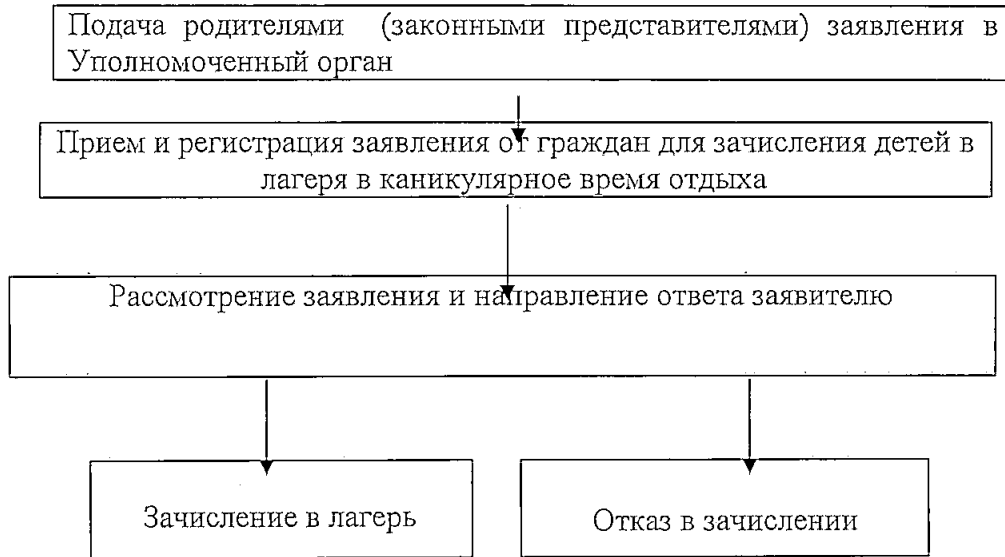 Подача родителями (законными представителями) заявления в
Уполномоченный орган
Прием и регистрация заявления от граждан для зачисления детей в
лагеря в каникулярное время отдыха
Рассмотрение заявления и направление ответа заявителю
Зачисление в лагерь
Отказ в зачислении